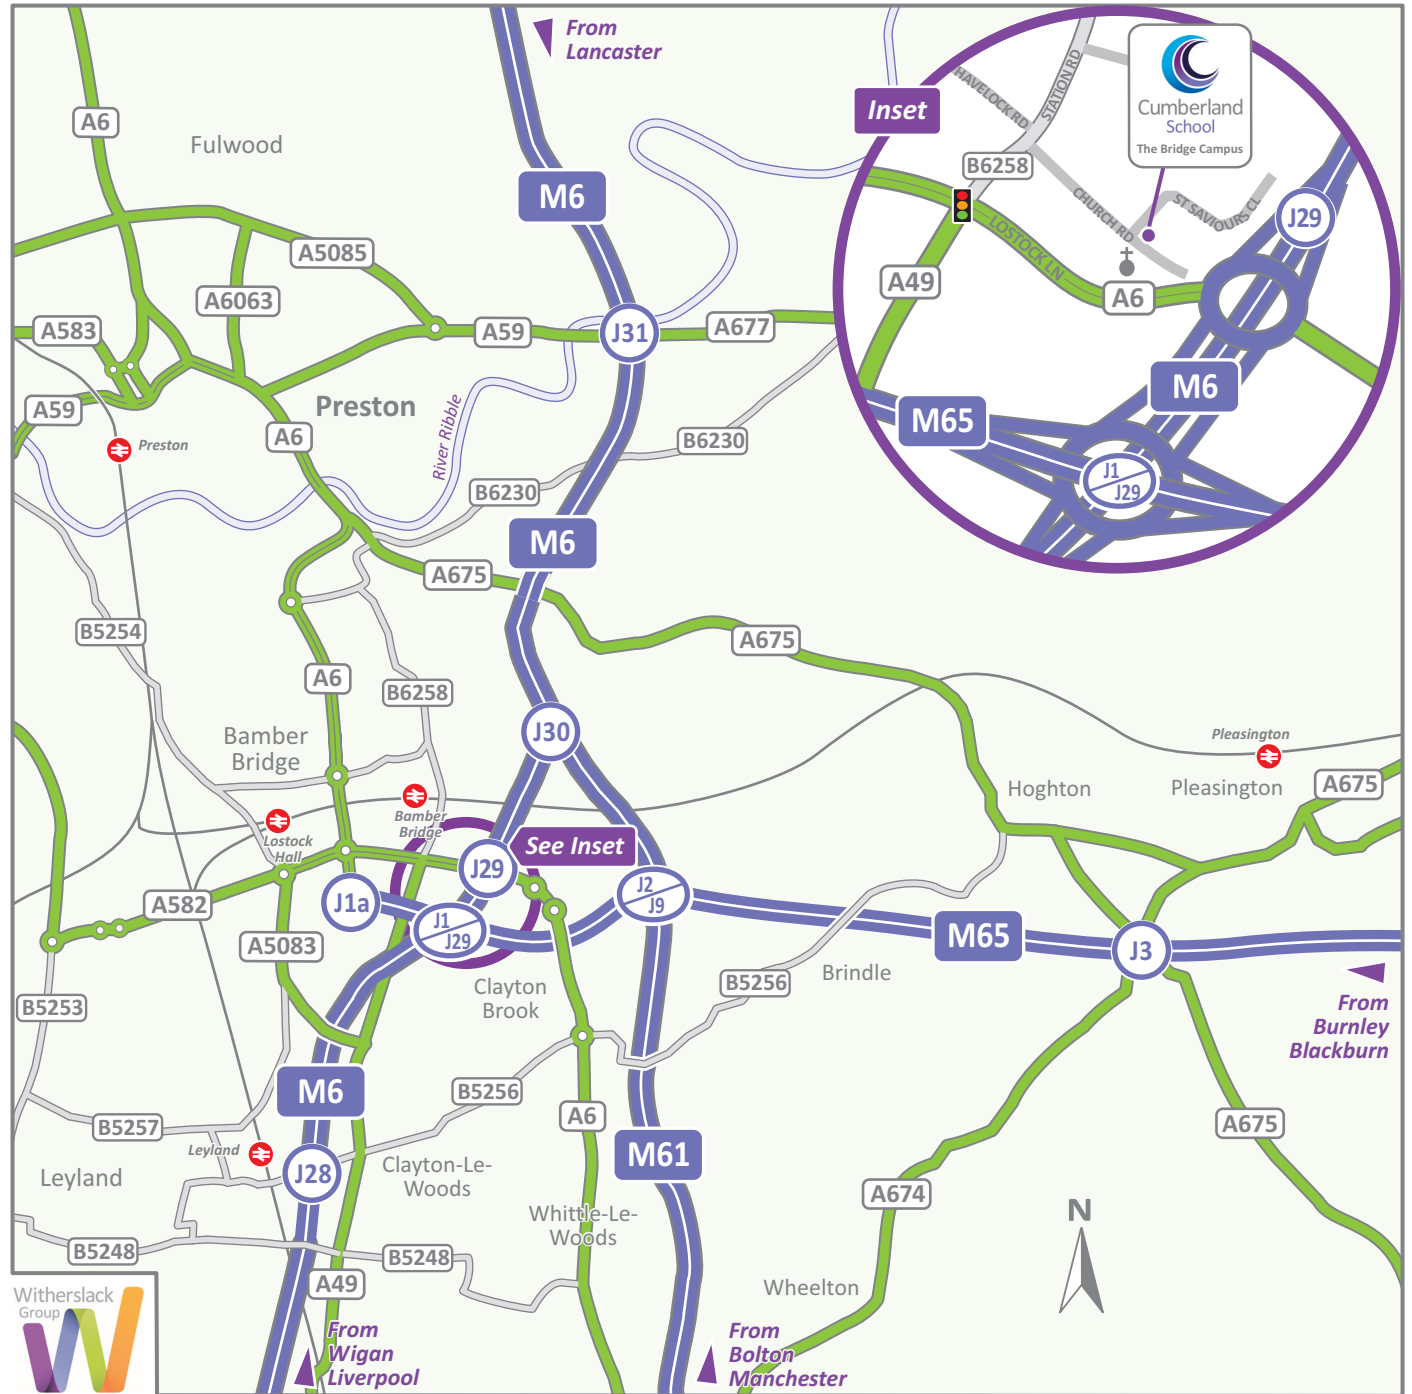 From
Lancaster
Inset
HAVELOCK RD
STATION RD
Cumberland
School
The Bridge Campus
B6258
CHURCH RD
ST SAVIOURS CL
LOSTOCK LN
J29
A49
A6
M6
M65
J1
J29
A6
Fulwood
M6
A5085
A6063
A583
A59
J31
A677
A59
Preston
A6
Preston
River Ribble
B6230
B6230
M6
A675
B5254
A675
A6
B6258
J30
Bamber
Bridge
Pleasington
Hoghton
Pleasington
A675
Bamber
Bridge
Lostock
Hall
See Inset
J29
J2
J9
A582
J1a
J1
J29
A5083
M65
J3
Clayton
Brook
Brindle
B5256
B5253
From
Burnley
Blackburn
M6
B5256
A6
B5257
A675
Leyland
M61
Leyland
J28
Clayton-Le-
Woods
A674
N
Whittle-Le-
Woods
B5248
B5248
A49
Wheelton
Witherslack
Group
From
Wigan
Liverpool
From
Bolton
Manchester